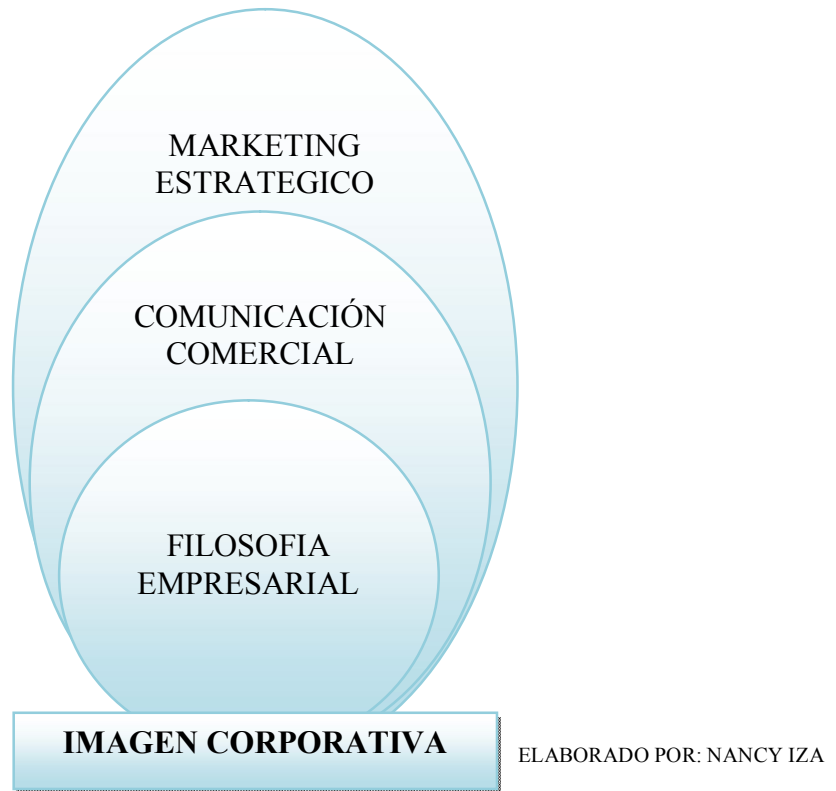 MARKETING
ESTRATEGICO
COMUNICACIÓN
COMERCIAL
FILOSOFIA
EMPRESARIAL
IMAGEN CORPORATIVA
ELABORADO POR: NANCY IZA